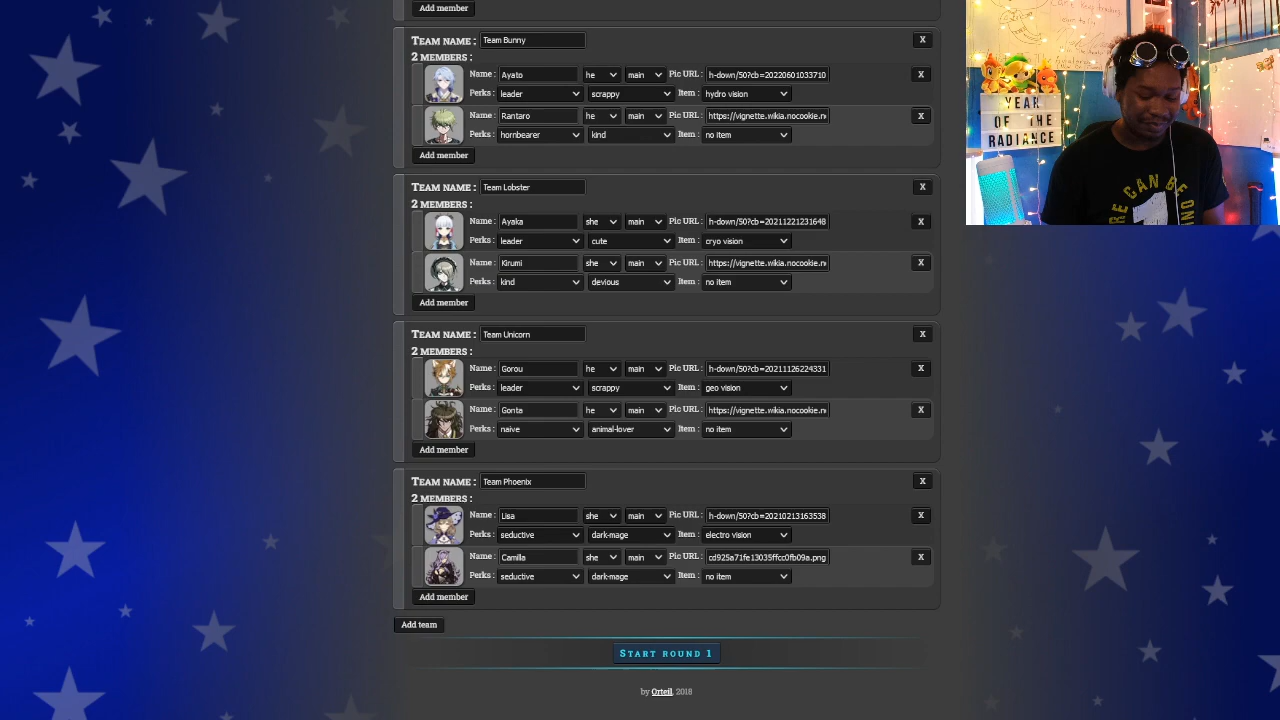 Add member
TEAM NAME : Team Bunny X
2 MEMBERS :
Name : Ayato he main Pic URL : h-down/50?cb=20220601033710 X
Perks : leader scrappy Item : hydro vision
Name : Rantaro he main Pic URL : https://vignette.wikia.nocookie.n X
Perks : hornbearer kind Item : no item
Add member
TEAM NAME : Team Lobster X
2 MEMBERS :
Name : Ayaka she main Pic URL : h-down/50?cb=20211221231648 X
Perks : leader cute Item : cryo vision
Name : Kirumi she main Pic URL : https://vignette.wikia.nocookie.n X
Perks : kind devious Item : no item
Add member
TEAM NAME : Team Unicorn X
2 MEMBERS :
Name : Gorou he main Pic URL : h-down/50?cb=20211126224331 X
Perks : leader scrappy Item : geo vision
Name : Gonta he main Pic URL : https://vignette.wikia.nocookie.n X
Perks : naive animal-lover Item : no item
Add member
TEAM NAME : Team Phoenix X
2 MEMBERS :
Name : Lisa she main Pic URL : h-down/50?cb=20210213163538 X
Perks : seductive dark-mage Item : electro vision
Name : Camilla she main Pic URL : cd925a71fe13035ffcc0fb09a.png X
Perks : seductive dark-mage Item : no item
Add member
Add team
START ROUND 1
by Orteil, 2018
YEAR
OF THE
RADIANCE
CAN BE